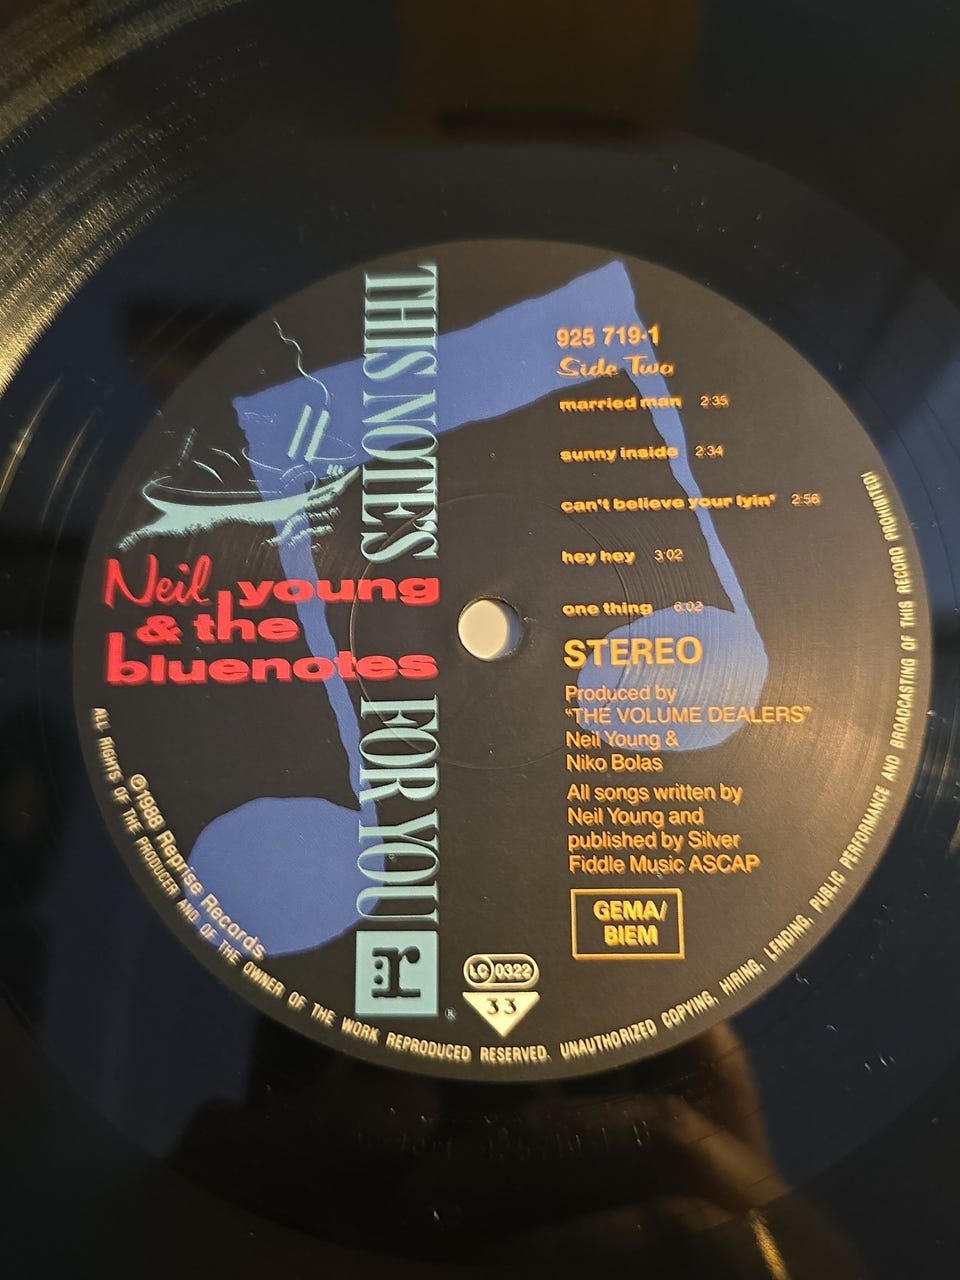 THIS NOTE'S FOR YOU
Neil young
& the
bluenotes
925 719-1
Side Two
married man 2:35
sunny inside 2:34
can't believe your lyin' 2:56
hey hey 3:02
one thing 6:02
STEREO
Produced by
“THE VOLUME DEALERS”
Neil Young &
Niko Bolas
All songs written by
Neil Young and
published by Silver
Fiddle Music ASCAP
GEMA/
BIEM
r
®
LC 0322
33
©1988 Reprise Records
ALL RIGHTS OF THE PRODUCER AND OF THE OWNER OF THE WORK REPRODUCED RESERVED. UNAUTHORIZED COPYING, HIRING, LENDING, PUBLIC PERFORMANCE AND BROADCASTING OF THIS RECORD PROHIBITED!